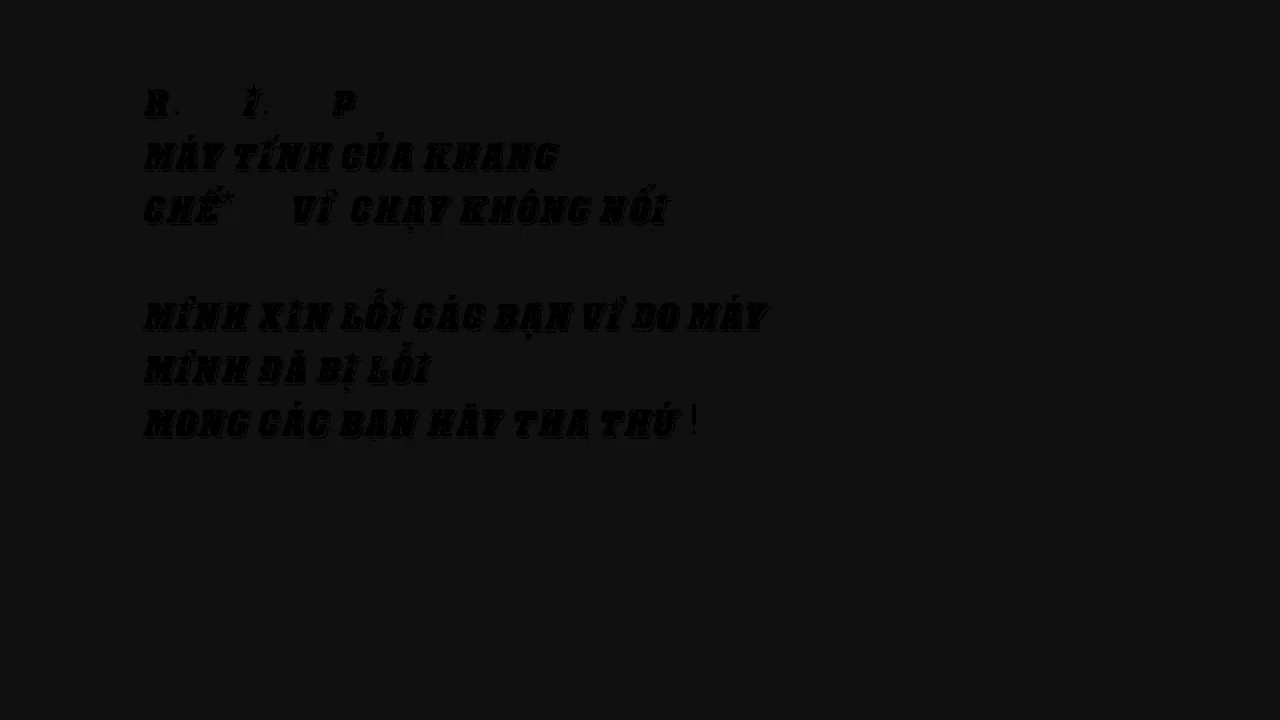 R. I. P
MÁY TÍNH CỦA KHANG
CHẾ* VÌ CHẠY KHÔNG NỔI
MÌNH XIN LỖI CÁC BẠN VÌ DO MÁY
MÌNH ĐÃ BỊ LỖI
MONG CÁC BẠN HÃY THA THỨ !